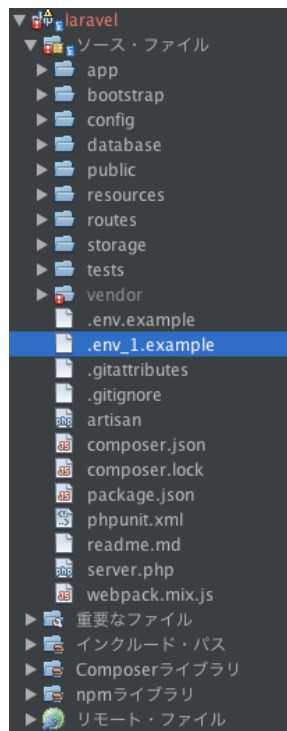 laravel
ソース・ファイル
app
bootstrap
config
database
public
resources
routes
storage
tests
vendor
.env.example
.env_1.example
.gitattributes
.gitignore
artisan
composer.json
composer.lock
package.json
phpunit.xml
readme.md
server.php
webpack.mix.js
重要なファイル
インクルード・パス
Composerライブラリ
npmライブラリ
リモート・ファイル